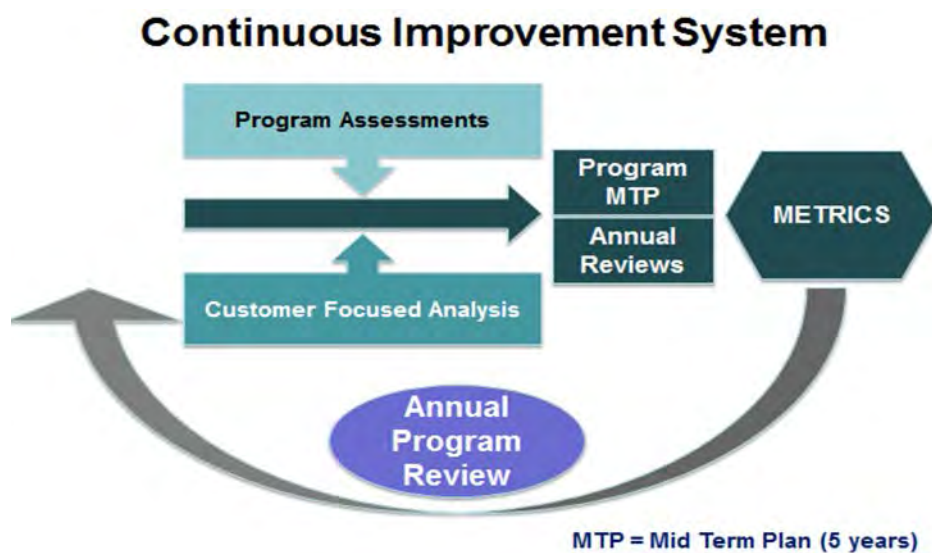 Continuous Improvement System
Program Assessments
Program
MTP
METRICS
Annual
Reviews
Customer Focused Analysis
Annual
Program
Review
MTP = Mid Term Plan (5 years)